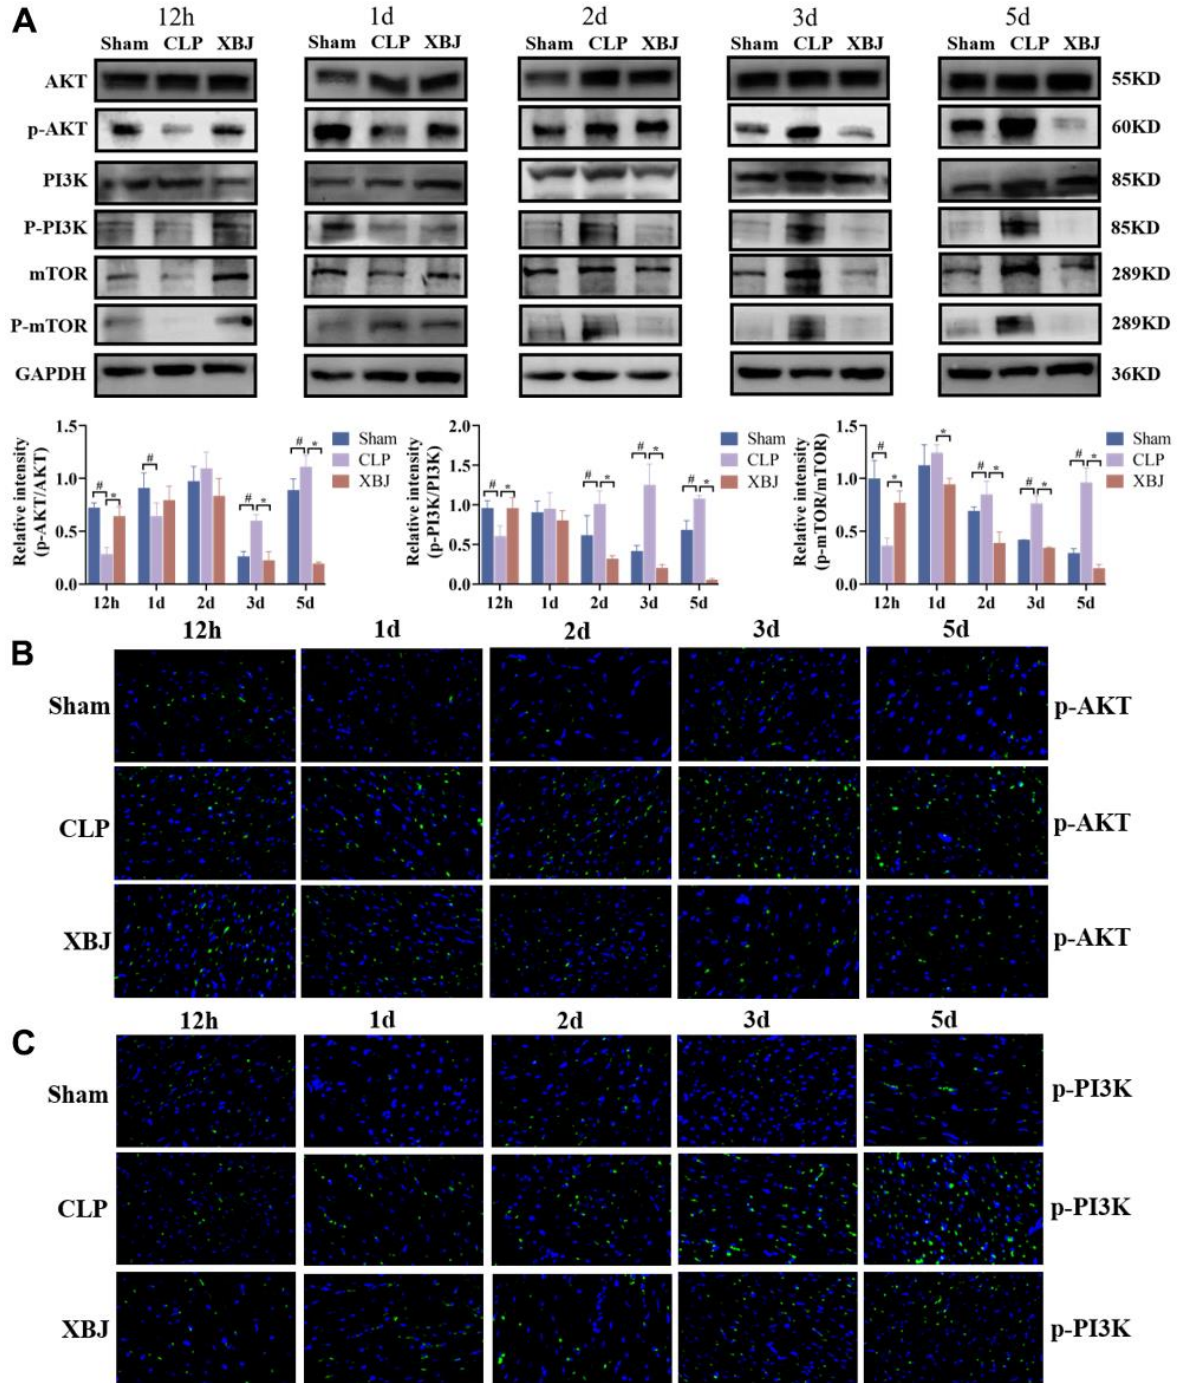 A
12h 1d 2d 3d 5d
Sham CLP XBJ Sham CLP XBJ Sham CLP XBJ Sham CLP XBJ Sham CLP XBJ
AKT 55KD
p-AKT 60KD
PI3K 85KD
P-PI3K 85KD
mTOR 289KD
P-mTOR 289KD
GAPDH 36KD
Relative intensity
(p-AKT/AKT)
1.5
1.0
0.5
0.0
# * # # * # *
12h 1d 2d 3d 5d
Sham
CLP
XBJ
Relative intensity
(p-PI3K/PI3K)
2.0
1.5
1.0
0.5
0.0
# * # * # * # *
12h 1d 2d 3d 5d
Sham
CLP
XBJ
Relative intensity
(p-mTOR/mTOR)
1.5
1.0
0.5
0.0
# * * # * # * # *
12h 1d 2d 3d 5d
Sham
CLP
XBJ
B
12h 1d 2d 3d 5d
Sham p-AKT
CLP p-AKT
XBJ p-AKT
C
12h 1d 2d 3d 5d
Sham p-PI3K
CLP p-PI3K
XBJ p-PI3K